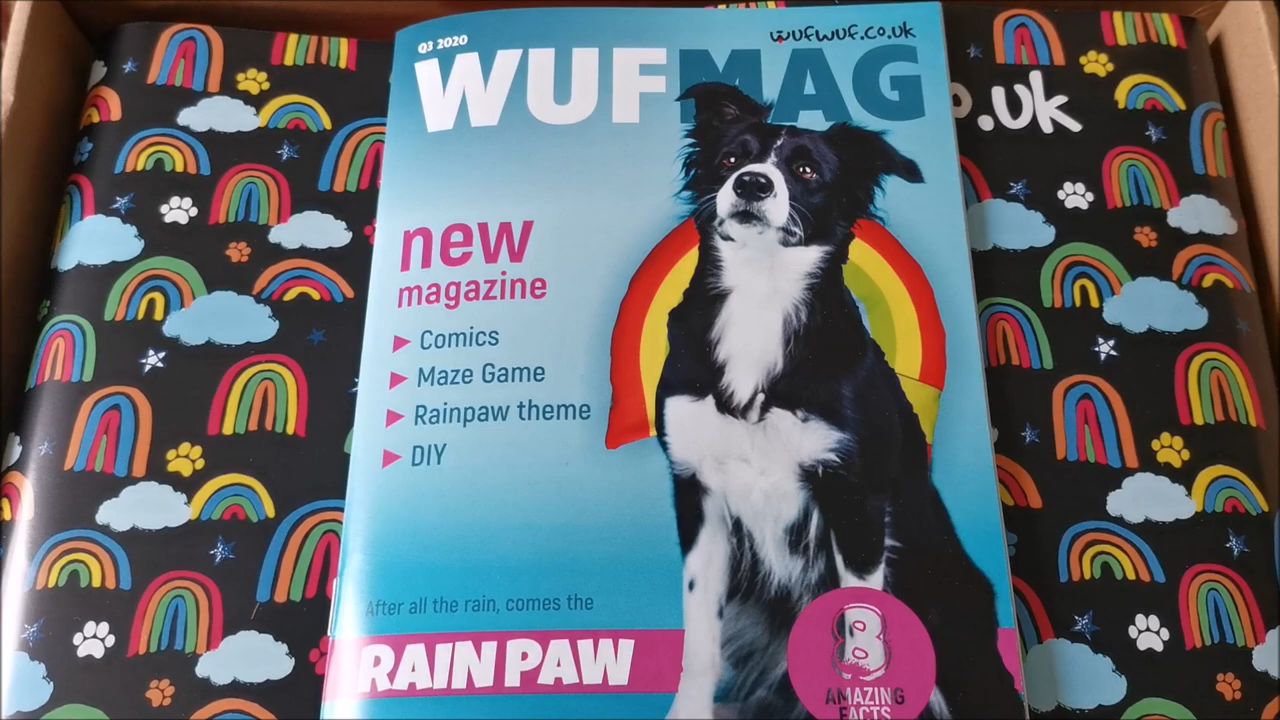 Q3 2020
wufwuf.co.uk
WUFMAG
.uk
new
magazine
Comics
Maze Game
Rainpaw theme
DIY
After all the rain, comes the
RAIN PAW
8
AMAZING
FACTS